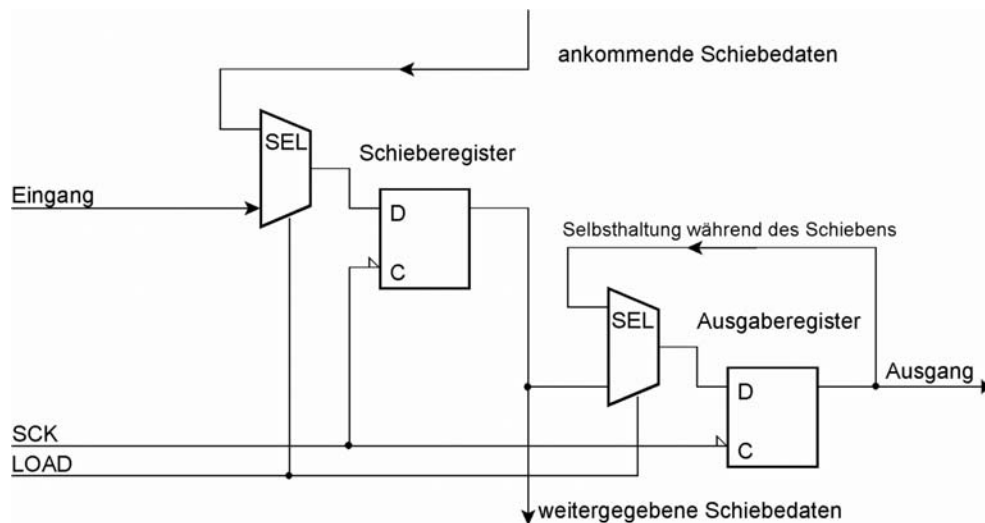 ankommende Schiebedaten
SEL
Schieberegister
Eingang
D
C
Selbsthaltung während des Schiebens
SEL
Ausgaberegister
Ausgang
D
C
SCK
LOAD
weitergegebene Schiebedaten